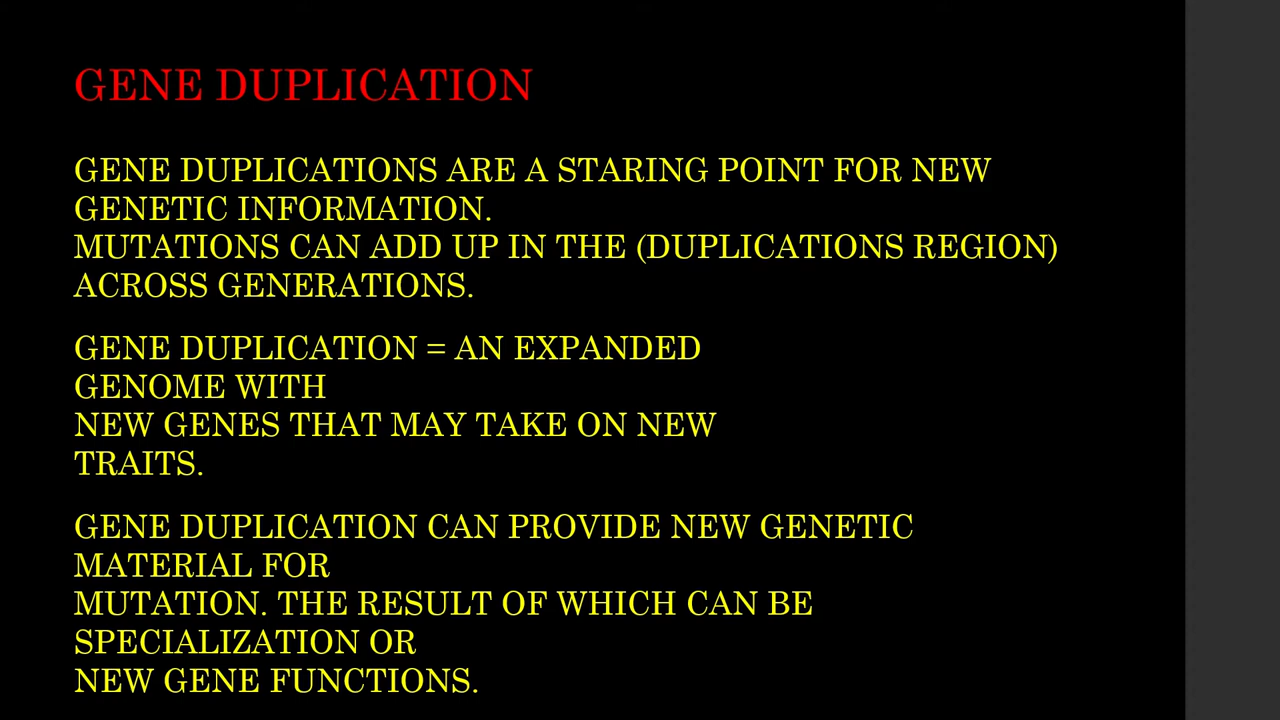 GENE DUPLICATION
GENE DUPLICATIONS ARE A STARING POINT FOR NEW
GENETIC INFORMATION.
MUTATIONS CAN ADD UP IN THE (DUPLICATIONS REGION)
ACROSS GENERATIONS.
GENE DUPLICATION = AN EXPANDED
GENOME WITH
NEW GENES THAT MAY TAKE ON NEW
TRAITS.
GENE DUPLICATION CAN PROVIDE NEW GENETIC
MATERIAL FOR
MUTATION. THE RESULT OF WHICH CAN BE
SPECIALIZATION OR
NEW GENE FUNCTIONS.